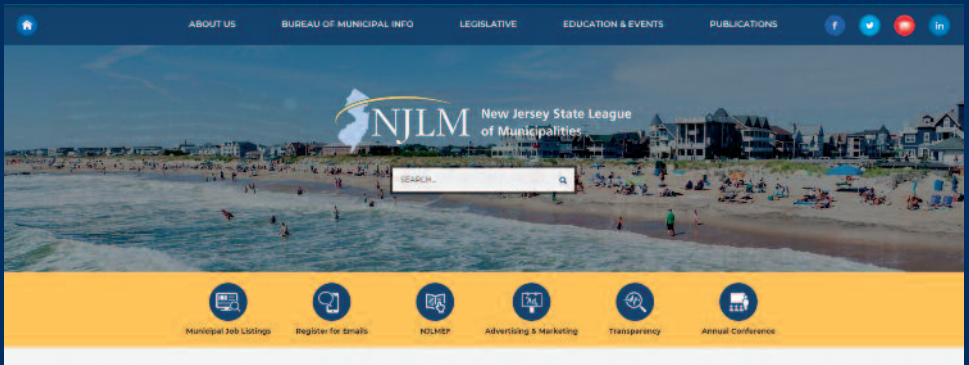 ABOUT US
BUREAU OF MUNICIPAL INFO
LEGISLATIVE
EDUCATION & EVENTS
PUBLICATIONS
f
in
NJLM
New Jersey State League
of Municipalities
SEARCH...
Municipal Job Listings
Register for Emails
NJLMEF
Advertising & Marketing
Transparency
Annual Conference